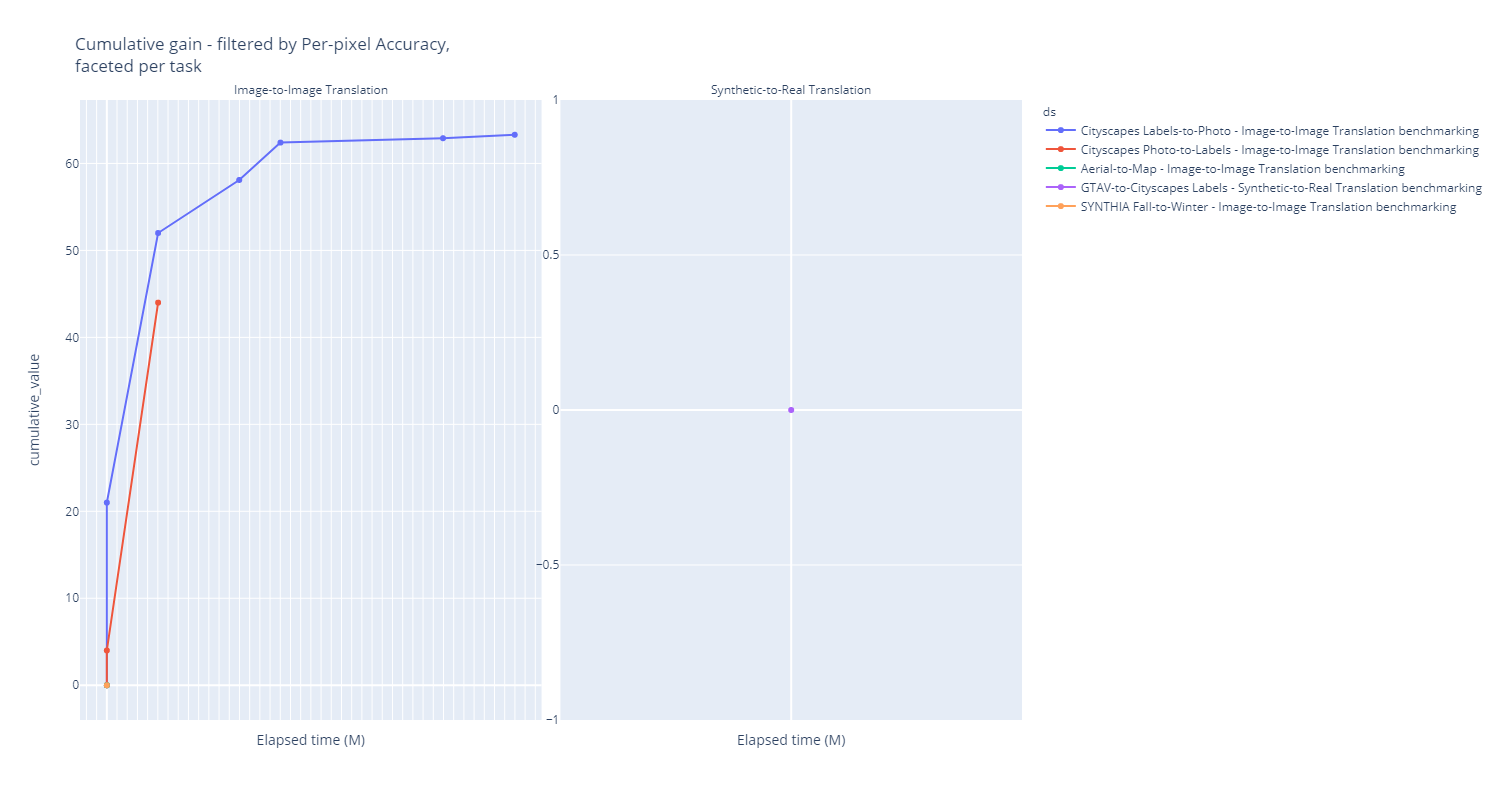 Cumulative gain - filtered by Per-pixel Accuracy,
faceted per task
Image-to-Image Translation
Synthetic-to-Real Translation
60
50
40
30
20
10
0
cumulative_value
Elapsed time (M)
1
0.5
0
−0.5
−1
Elapsed time (M)
ds
Cityscapes Labels-to-Photo - Image-to-Image Translation benchmarking
Cityscapes Photo-to-Labels - Image-to-Image Translation benchmarking
Aerial-to-Map - Image-to-Image Translation benchmarking
GTAV-to-Cityscapes Labels - Synthetic-to-Real Translation benchmarking
SYNTHIA Fall-to-Winter - Image-to-Image Translation benchmarking